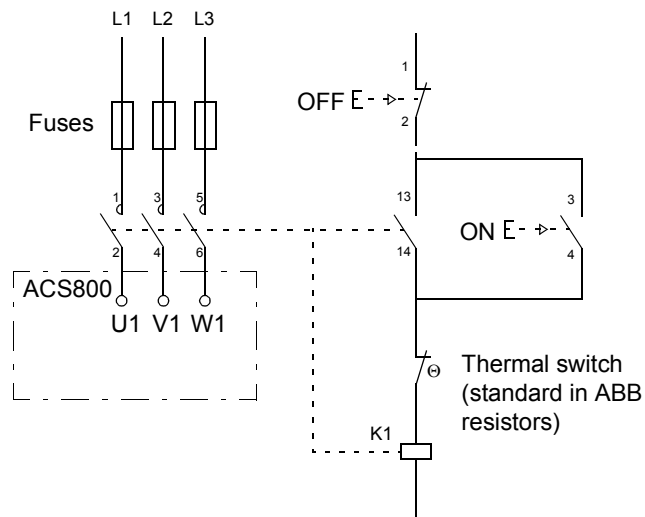 L1 L2 L3
1
OFF
2
Fuses
1 3 5
13
3
ON
2 4 6
14
4
ACS800
U1 V1 W1
Θ
Thermal switch
(standard in ABB
resistors)
K1